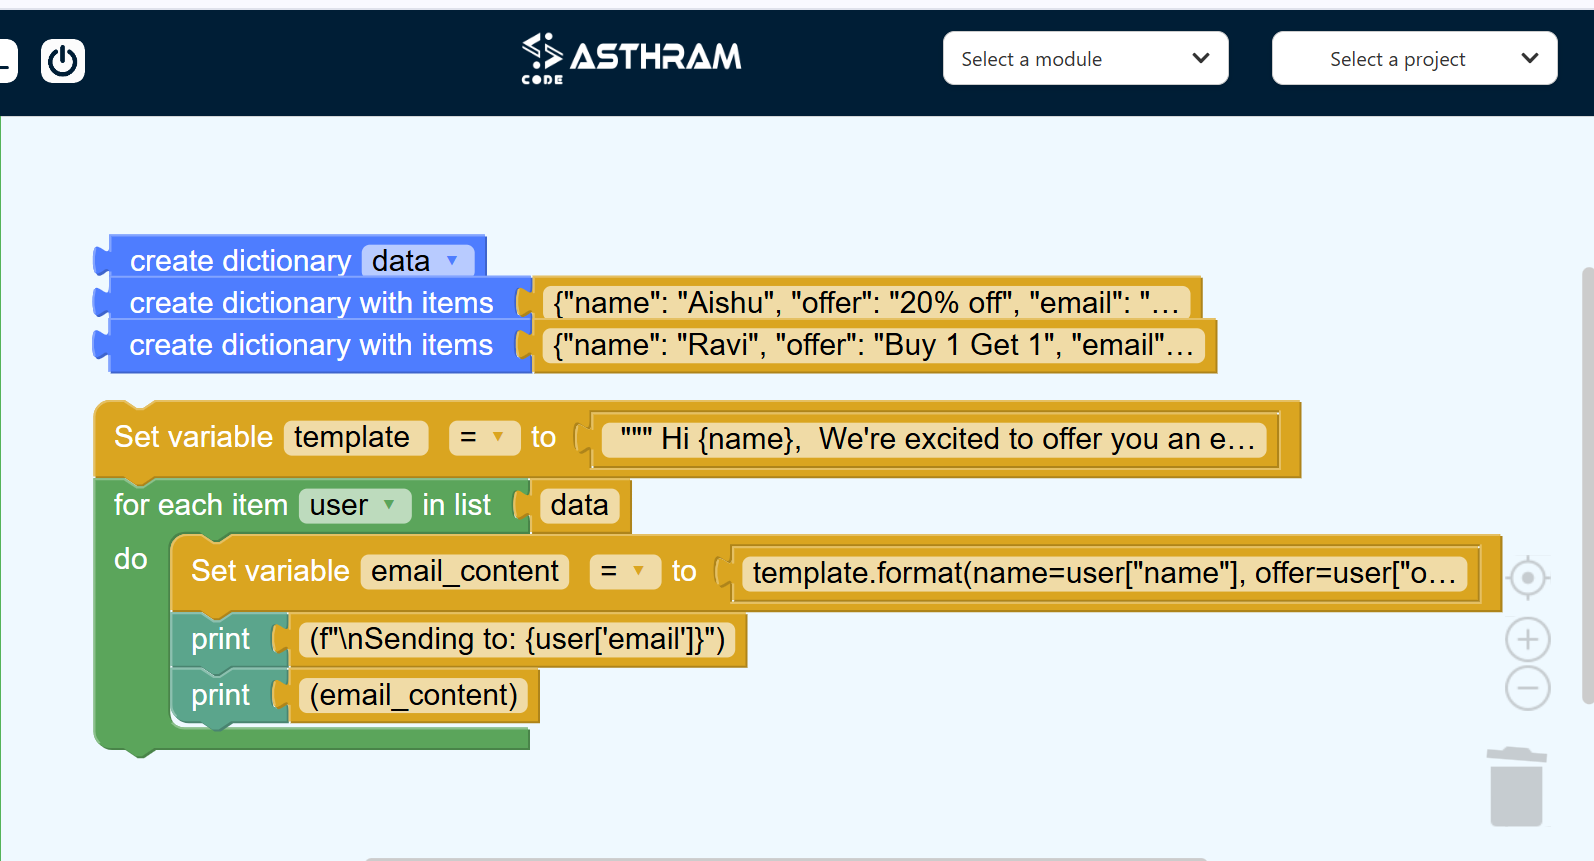 ASTHRAM
CODE
Select a module
Select a project
create dictionary data
create dictionary with items {"name": "Aishu", "offer": "20% off", "email": "...
create dictionary with items {"name": "Ravi", "offer": "Buy 1 Get 1", "email"...
Set variable template = to """ Hi {name},  We're excited to offer you an e...
for each item user in list data
do
Set variable email_content = to template.format(name=user["name"], offer=user["o...
print (f"\nSending to: {user['email']}")
print (email_content)